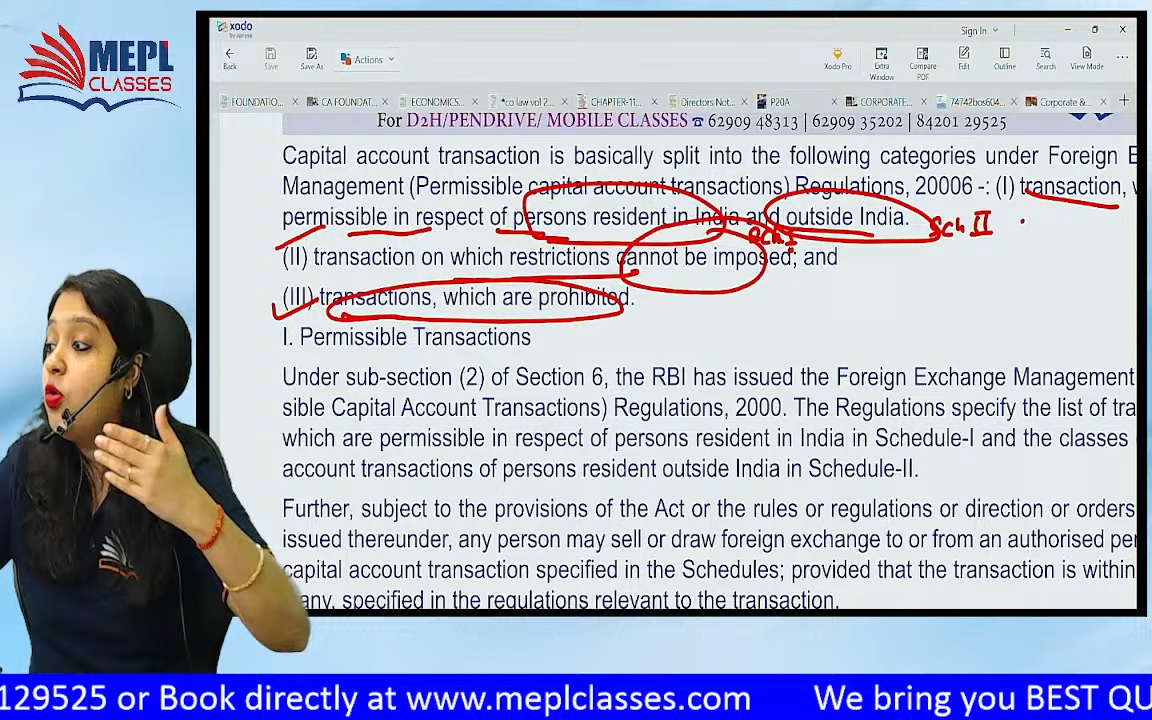 MEPL
CLASSES
xodo
by apryse
Sign In
Back
Save
Save As
Actions
Xodo Pro
Extra Window
Compare PDF
Edit
Outline
Search
View Mode
FOUNDATIO...
CA FOUNDAT...
ECONOMICS...
*co law vol 2...
CHAPTER-11...
Directors Not...
P20A
CORPORATE...
74742bos604...
Corporate &...
For D2H/PENDRIVE/ MOBILE CLASSES ☎ 62909 48313 | 62909 35202 | 84201 29525
Capital account transaction is basically split into the following categories under Foreign E
Management (Permissible capital account transactions) Regulations, 20006 -: (I) transaction, w
permissible in respect of persons resident in India and outside India.
Sch I
Sch II
(II) transaction on which restrictions cannot be imposed; and
(III) transactions, which are prohibited.
I. Permissible Transactions
Under sub-section (2) of Section 6, the RBI has issued the Foreign Exchange Management
sible Capital Account Transactions) Regulations, 2000. The Regulations specify the list of tra
which are permissible in respect of persons resident in India in Schedule-I and the classes
account transactions of persons resident outside India in Schedule-II.
Further, subject to the provisions of the Act or the rules or regulations or direction or orders
issued thereunder, any person may sell or draw foreign exchange to or from an authorised per
capital account transaction specified in the Schedules; provided that the transaction is within
any, specified in the regulations relevant to the transaction.
129525 or Book directly at www.meplclasses.com We bring you BEST QU